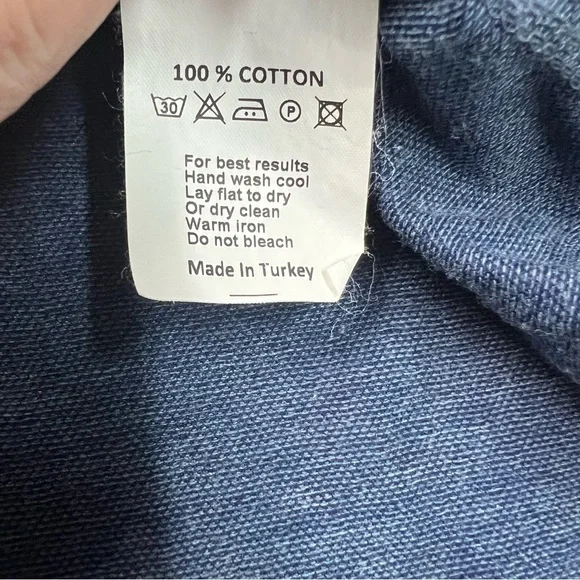 100 % COTTON
30 P
For best results
Hand wash cool
Lay flat to dry
Or dry clean
Warm iron
Do not bleach
Made In Turkey